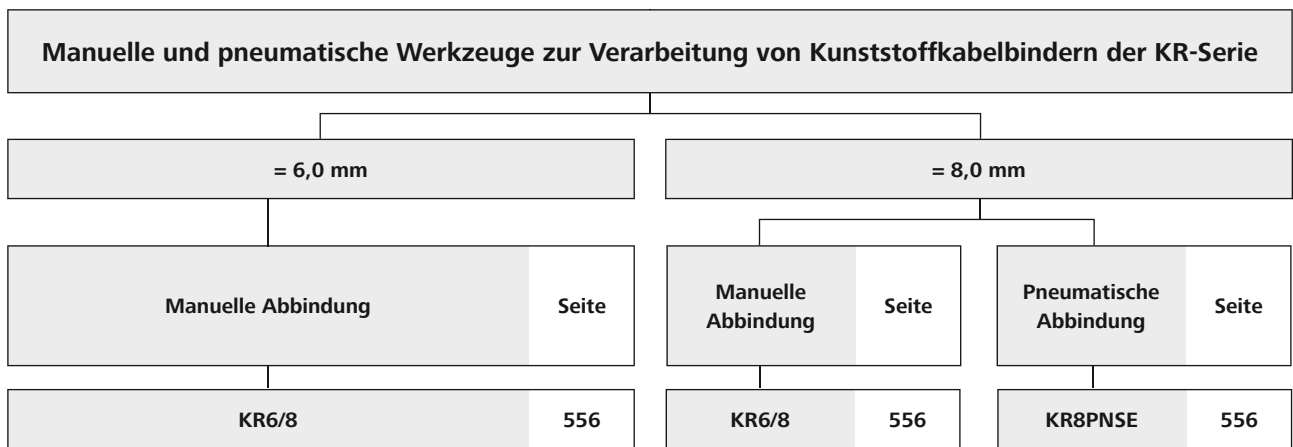 Manuelle und pneumatische Werkzeuge zur Verarbeitung von Kunststoffkabelbindern der KR-Serie
= 6,0 mm
= 8,0 mm
Manuelle Abbindung
Seite
Manuelle
Abbindung
Seite
Pneumatische
Abbindung
Seite
KR6/8
556
KR6/8
556
KR8PNSE
556